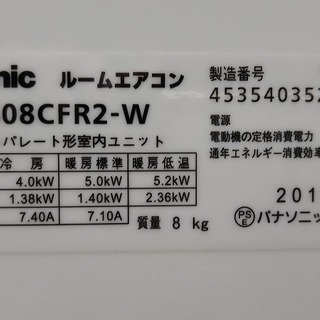 nic ルームエアコン
08CFR2-W
パレート形室内ユニット
冷 房 暖房標準 暖房低温
4.0kW 5.0kW 5.2kW
1.38kW 1.40kW 2.36kW
7.40A 7.10A
質量 8 kg
製造番号
453540352
電源
電動機の定格消費電力
通年エネルギー消費効率
PS E
201
パナソニック